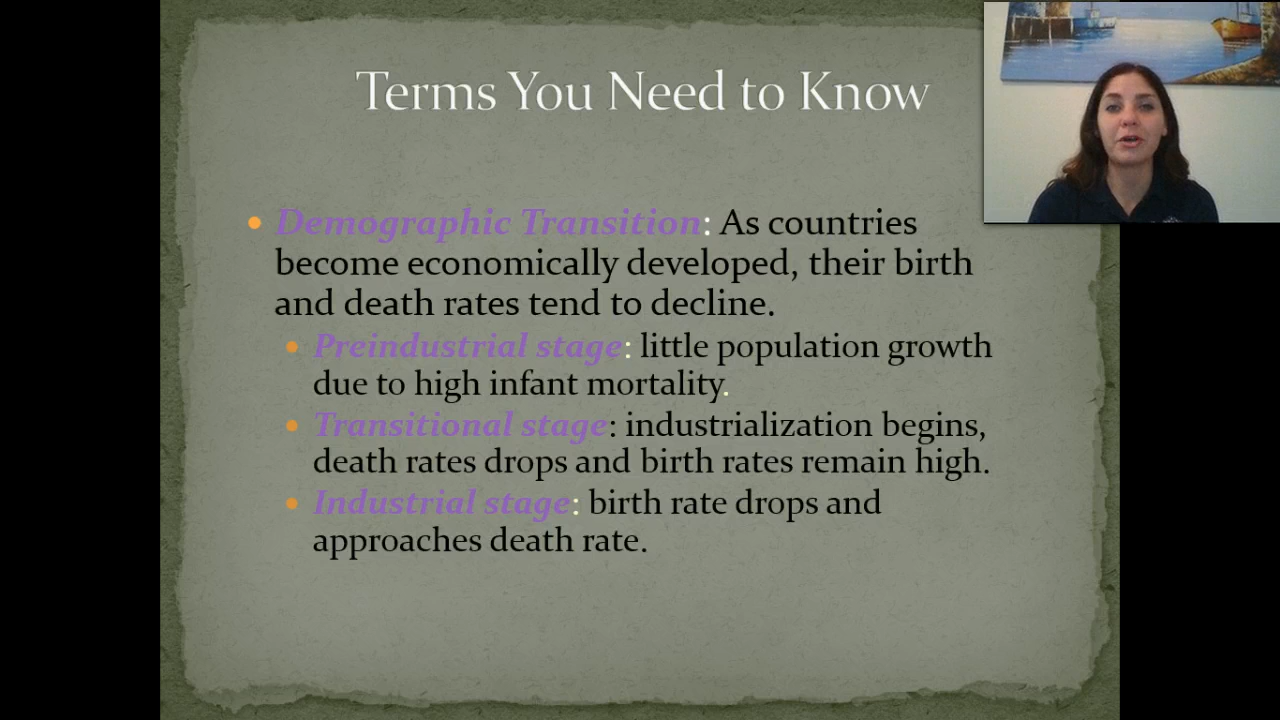 Terms You Need to Know
Demographic Transition: As countries
become economically developed, their birth
and death rates tend to decline.
Preindustrial stage: little population growth
due to high infant mortality.
Transitional stage: industrialization begins,
death rates drops and birth rates remain high.
Industrial stage: birth rate drops and
approaches death rate.